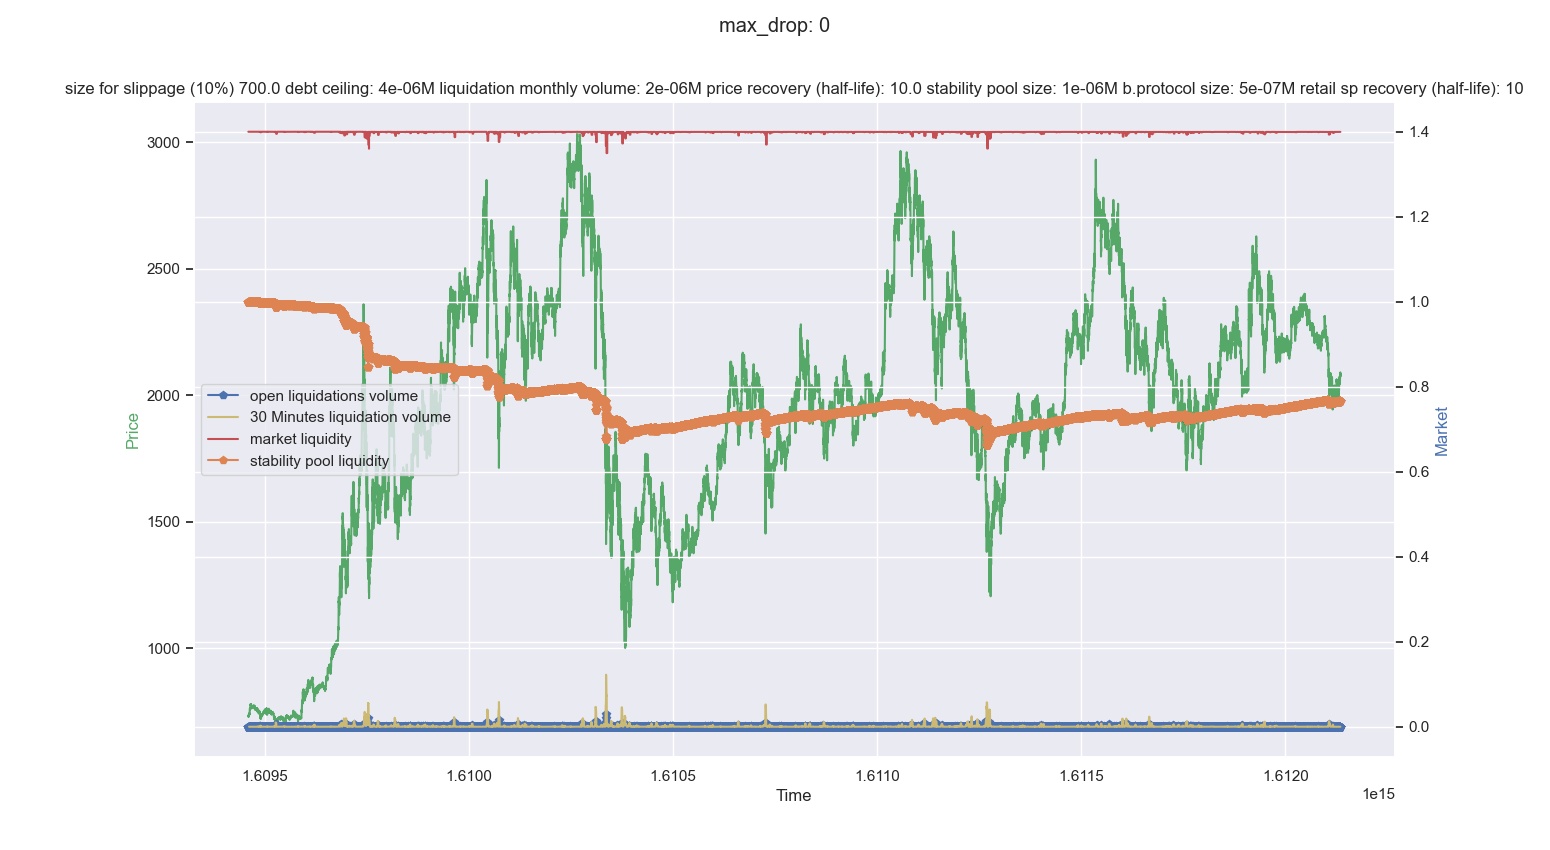 max_drop: 0
size for slippage (10%) 700.0 debt ceiling: 4e-06M liquidation monthly volume: 2e-06M price recovery (half-life): 10.0 stability pool size: 1e-06M b.protocol size: 5e-07M retail sp recovery (half-life): 10
3000
2500
2000
1500
1000
Price
open liquidations volume
30 Minutes liquidation volume
market liquidity
stability pool liquidity
1.4
1.2
1.0
0.8
0.6
0.4
0.2
0.0
Market
1.6095 1.6100 1.6105 1.6110 1.6115 1.6120
1e15
Time